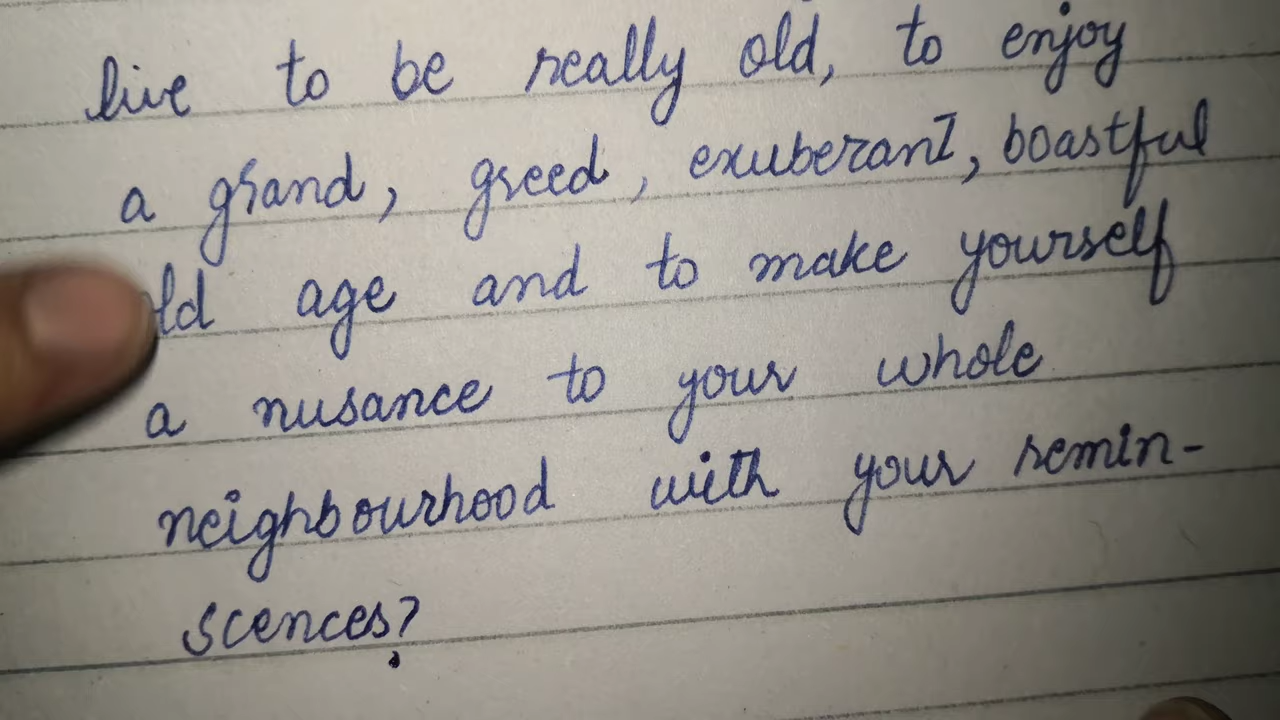 live to be really old, to enjoy
a grand, greed, exuberant, boastful
old age and to make yourself
a nusance to your whole
neighbourhood with your remin-
scences?